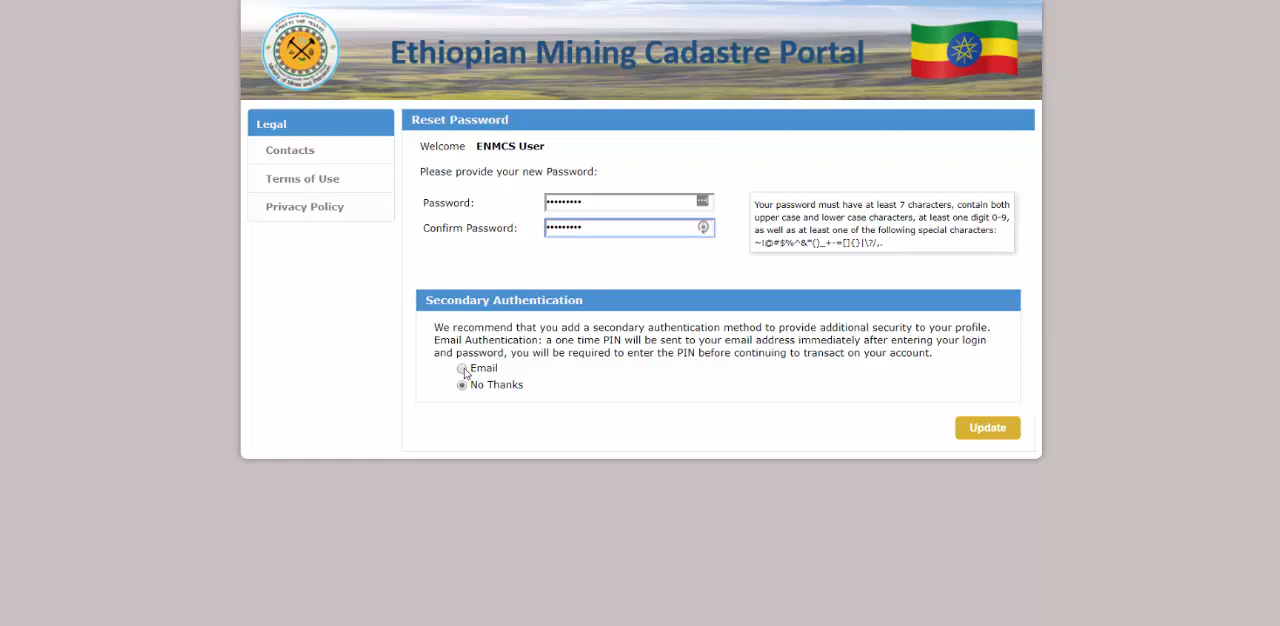 Ethiopian Mining Cadastre Portal
Legal
Contacts
Terms of Use
Privacy Policy
Reset Password
Welcome ENMCS User
Please provide your new Password:
Password: •••••••••
Confirm Password: •••••••••
Your password must have at least 7 characters, contain both
upper case and lower case characters, at least one digit 0-9,
as well as at least one of the following special characters:
Secondary Authentication
We recommend that you add a secondary authentication method to provide additional security to your profile.
Email Authentication: a one time PIN will be sent to your email address immediately after entering your login
and password, you will be required to enter the PIN before continuing to transact on your account.
Email
No Thanks
Update